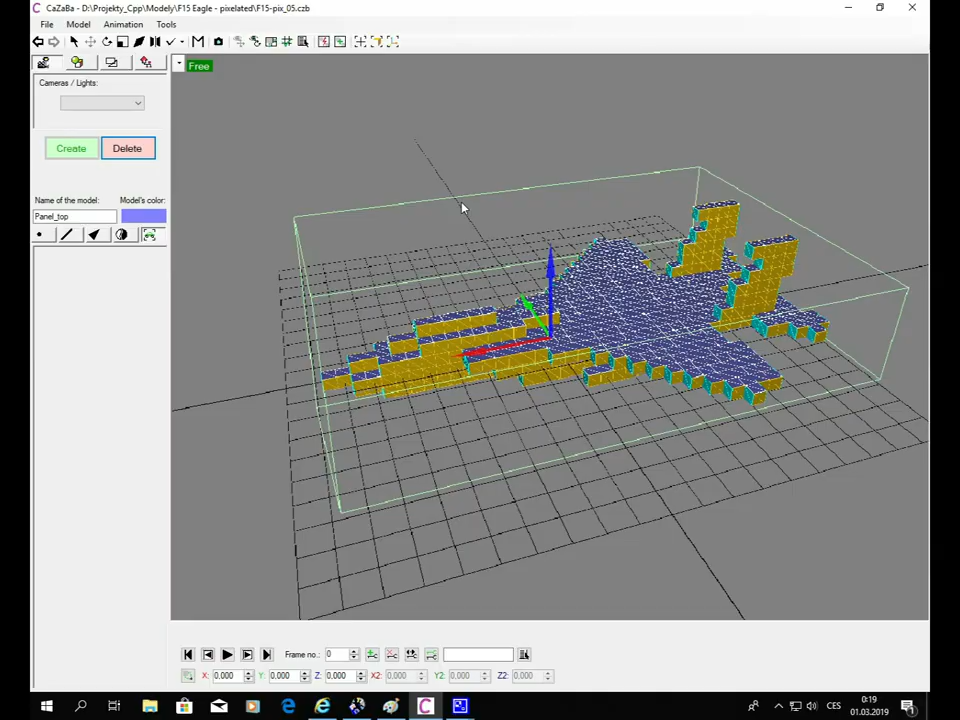 CaZaBa - D:\Projekty_Cpp\Modely\F15 Eagle - pixelated\F15-pix_05.czb
File Model Animation Tools
Free
Cameras / Lights:
Create Delete
Name of the model: Model's color:
Panel_top
Frame no.: 0
X: 0.000 Y: 0.000 Z: 0.000 X2: 0.000 Y2: 0.000 Z2: 0.000
CES 0:19
01.03.2019